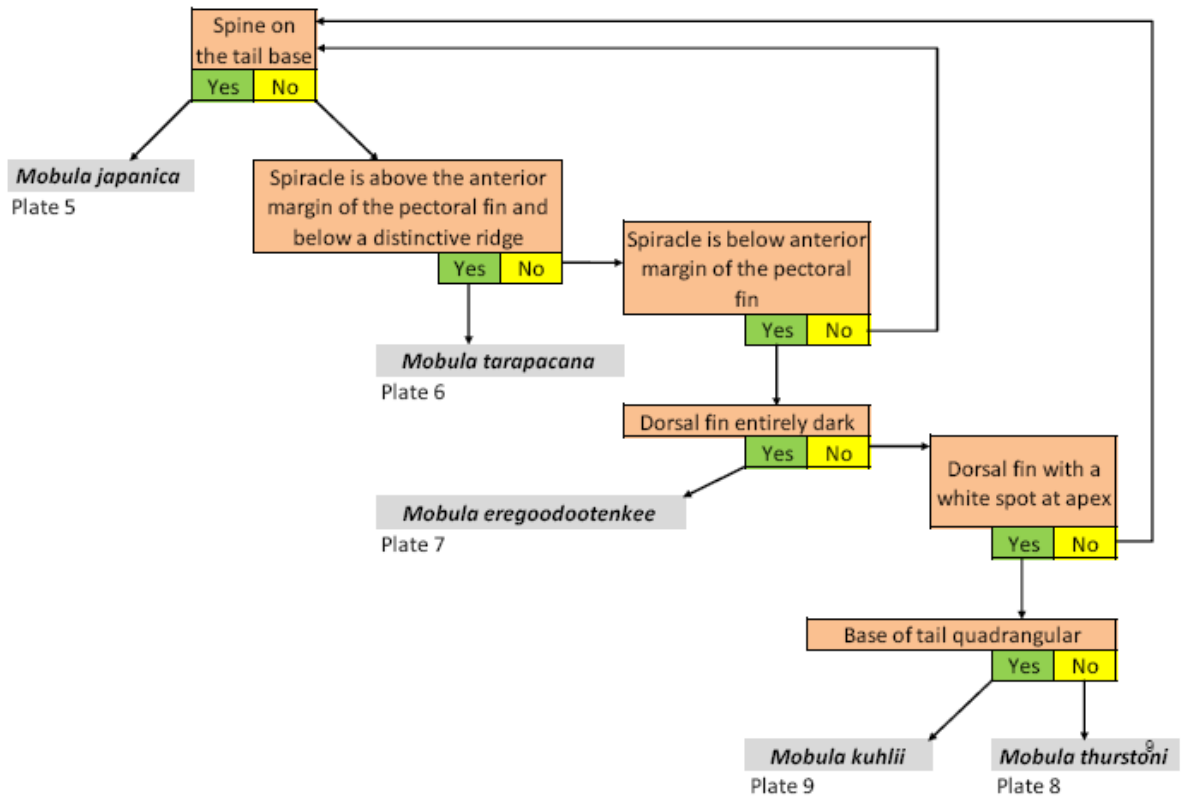 Spine on
the tail base
Yes No
Mobula japanica
Plate 5
Spiracle is above the anterior
margin of the pectoral fin and
below a distinctive ridge
Yes No
Mobula tarapacana
Plate 6
Spiracle is below anterior
margin of the pectoral
fin
Yes No
Dorsal fin entirely dark
Yes No
Mobula eregoodootenkee
Plate 7
Dorsal fin with a
white spot at apex
Yes No
Base of tail quadrangular
Yes No
Mobula kuhlii
Plate 9
Mobula thurstoni
9
Plate 8